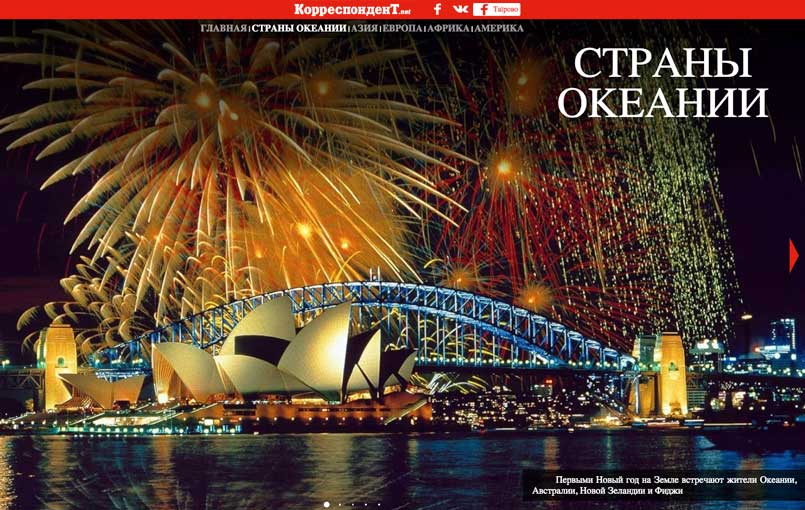 КорреспонденТ.net
Таїрово
ГЛАВНАЯ | СТРАНЫ ОКЕАНИИ | АЗИЯ | ЕВРОПА | АФРИКА | АМЕРИКА
СТРАНЫ
ОКЕАНИИ
Первыми Новый год на Земле встречают жители Океании,
Австралии, Новой Зеландии и Фиджи